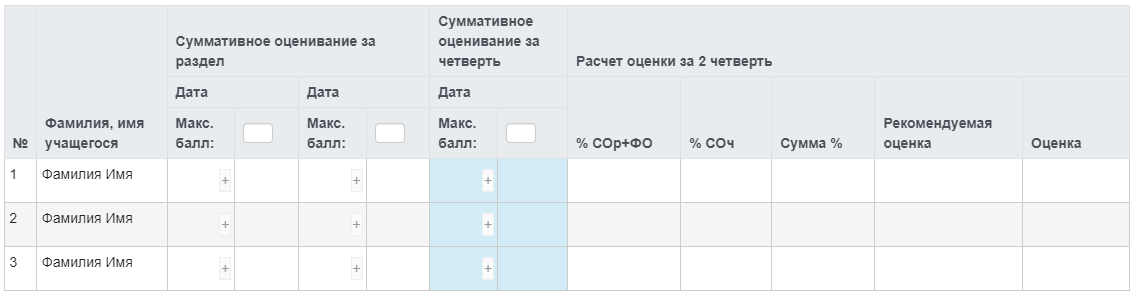 Суммативное оценивание за
раздел
Суммативное
оценивание за
четверть
Расчет оценки за 2 четверть
Дата
Дата
Дата
№
Фамилия, имя
учащегося
Макс.
балл:
Макс.
балл:
Макс.
балл:
% СОр+ФО
% СОч
Сумма %
Рекомендуемая
оценка
Оценка
1 Фамилия Имя + + +
2 Фамилия Имя + + +
3 Фамилия Имя + + +